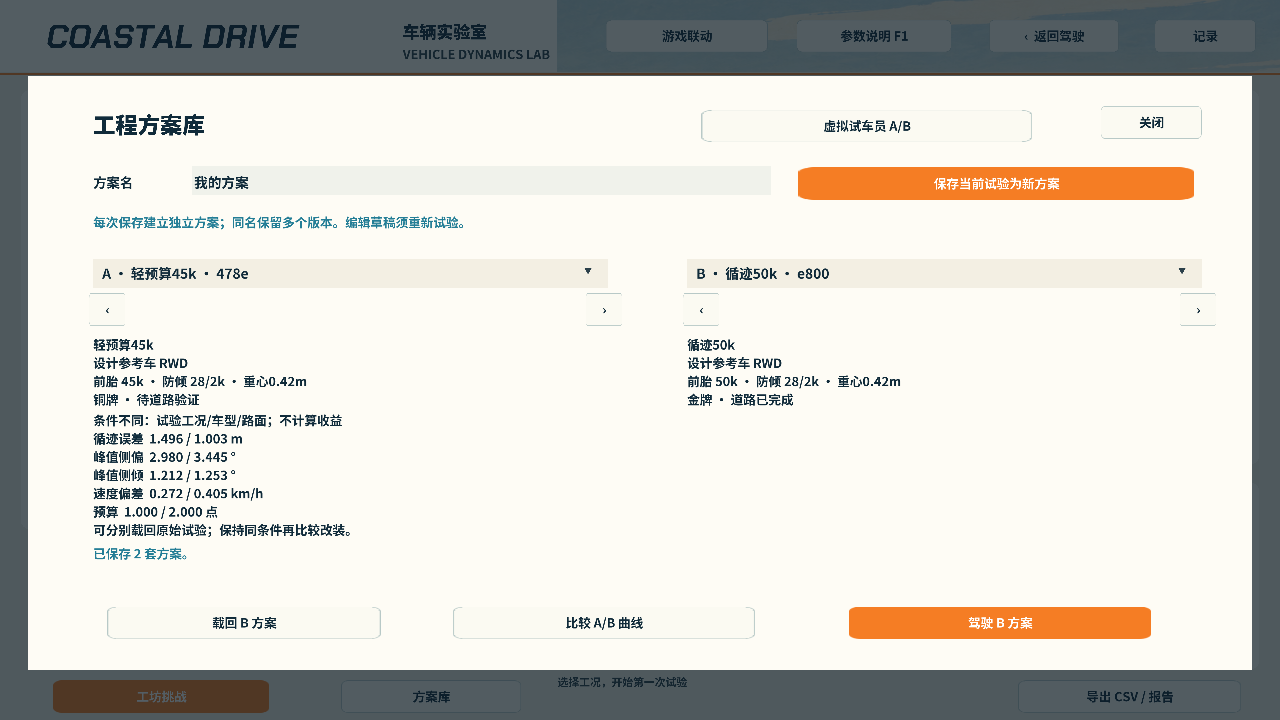 COASTAL DRIVE
车辆实验室
VEHICLE DYNAMICS LAB
游戏联动
参数说明 F1
‹ 返回驾驶
记录
工程方案库
虚拟试车员 A/B
关闭
方案名
我的方案
保存当前试验为新方案
每次保存建立独立方案；同名保留多个版本。编辑草稿须重新试验。
A · 轻预算45k · 478e ▼
B · 循迹50k · e800 ▼
‹
›
‹
›
轻预算45k
设计参考车 RWD
前胎 45k · 防倾 28/2k · 重心0.42m
铜牌 · 待道路验证
条件不同：试验工况/车型/路面；不计算收益
循迹误差 1.496 / 1.003 m
峰值侧偏 2.980 / 3.445 °
峰值侧倾 1.212 / 1.253 °
速度偏差 0.272 / 0.405 km/h
预算 1.000 / 2.000 点
可分别载回原始试验；保持同条件再比较改装。
已保存 2 套方案。
循迹50k
设计参考车 RWD
前胎 50k · 防倾 28/2k · 重心0.42m
金牌 · 道路已完成
载回 B 方案
比较 A/B 曲线
驾驶 B 方案
工坊挑战
方案库
选择工况，开始第一次试验
导出 CSV / 报告